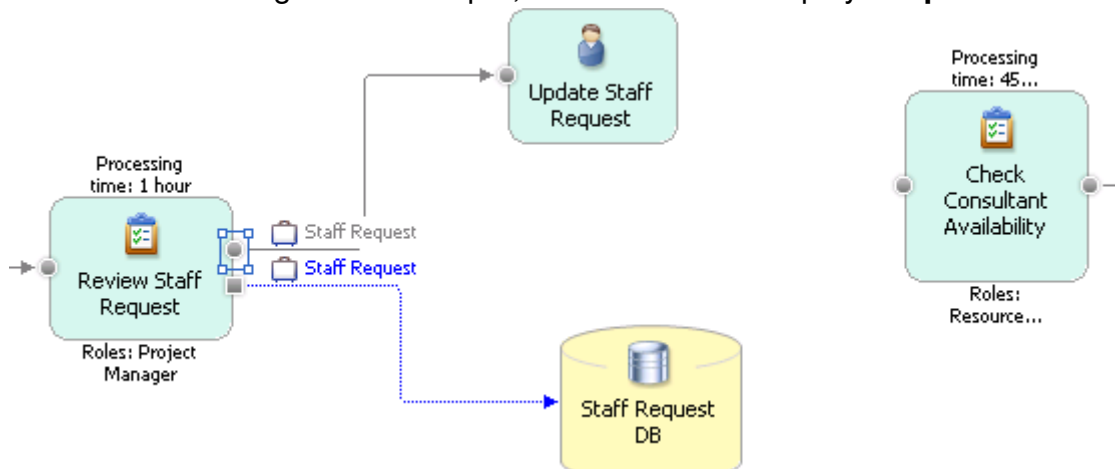 Update Staff
Request
Processing
time: 45...
Check
Consultant
Availability
Roles:
Resource...
Processing
time: 1 hour
Review Staff
Request
Roles: Project
Manager
Staff Request
Staff Request
Staff Request
DB